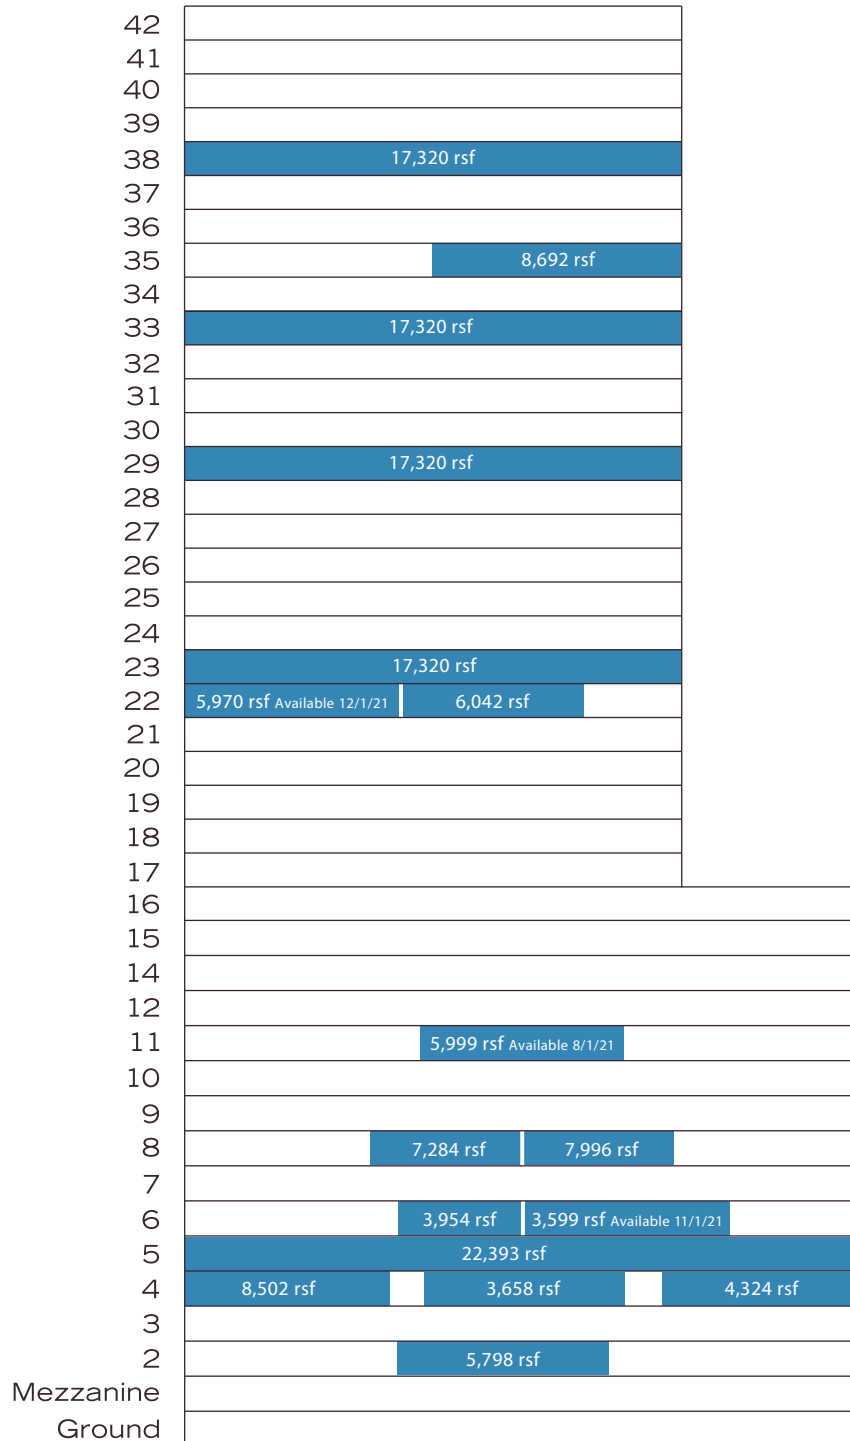 42
41
40
39
38 17,320 rsf
37
36
35 8,692 rsf
34
33 17,320 rsf
32
31
30
29 17,320 rsf
28
27
26
25
24
23 17,320 rsf
22 5,970 rsf Available 12/1/21 6,042 rsf
21
20
19
18
17
16
15
14
12
11 5,999 rsf Available 8/1/21
10
9
8 7,284 rsf 7,996 rsf
7
6 3,954 rsf 3,599 rsf Available 11/1/21
5 22,393 rsf
4 8,502 rsf 3,658 rsf 4,324 rsf
3
2 5,798 rsf
Mezzanine
Ground